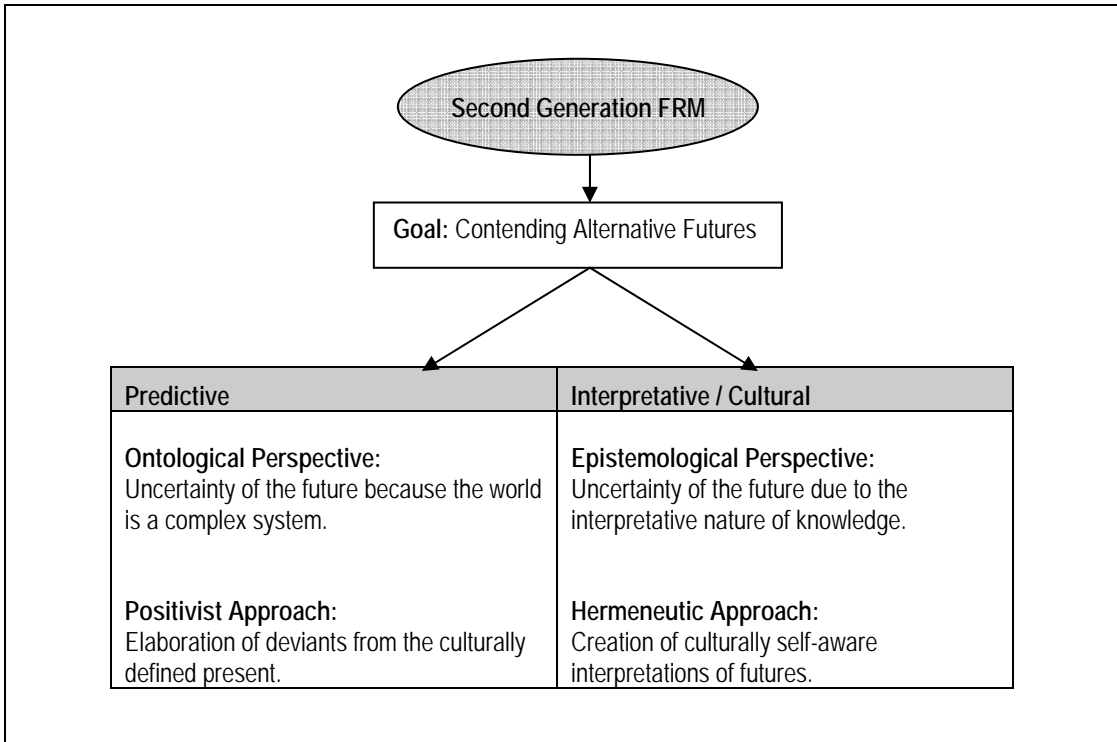 Second Generation FRM
Goal: Contending Alternative Futures
Predictive
Ontological Perspective:
Uncertainty of the future because the world
is a complex system.
Positivist Approach:
Elaboration of deviants from the culturally
defined present.
Interpretative / Cultural
Epistemological Perspective:
Uncertainty of the future due to the
interpretative nature of knowledge.
Hermeneutic Approach:
Creation of culturally self-aware
interpretations of futures.